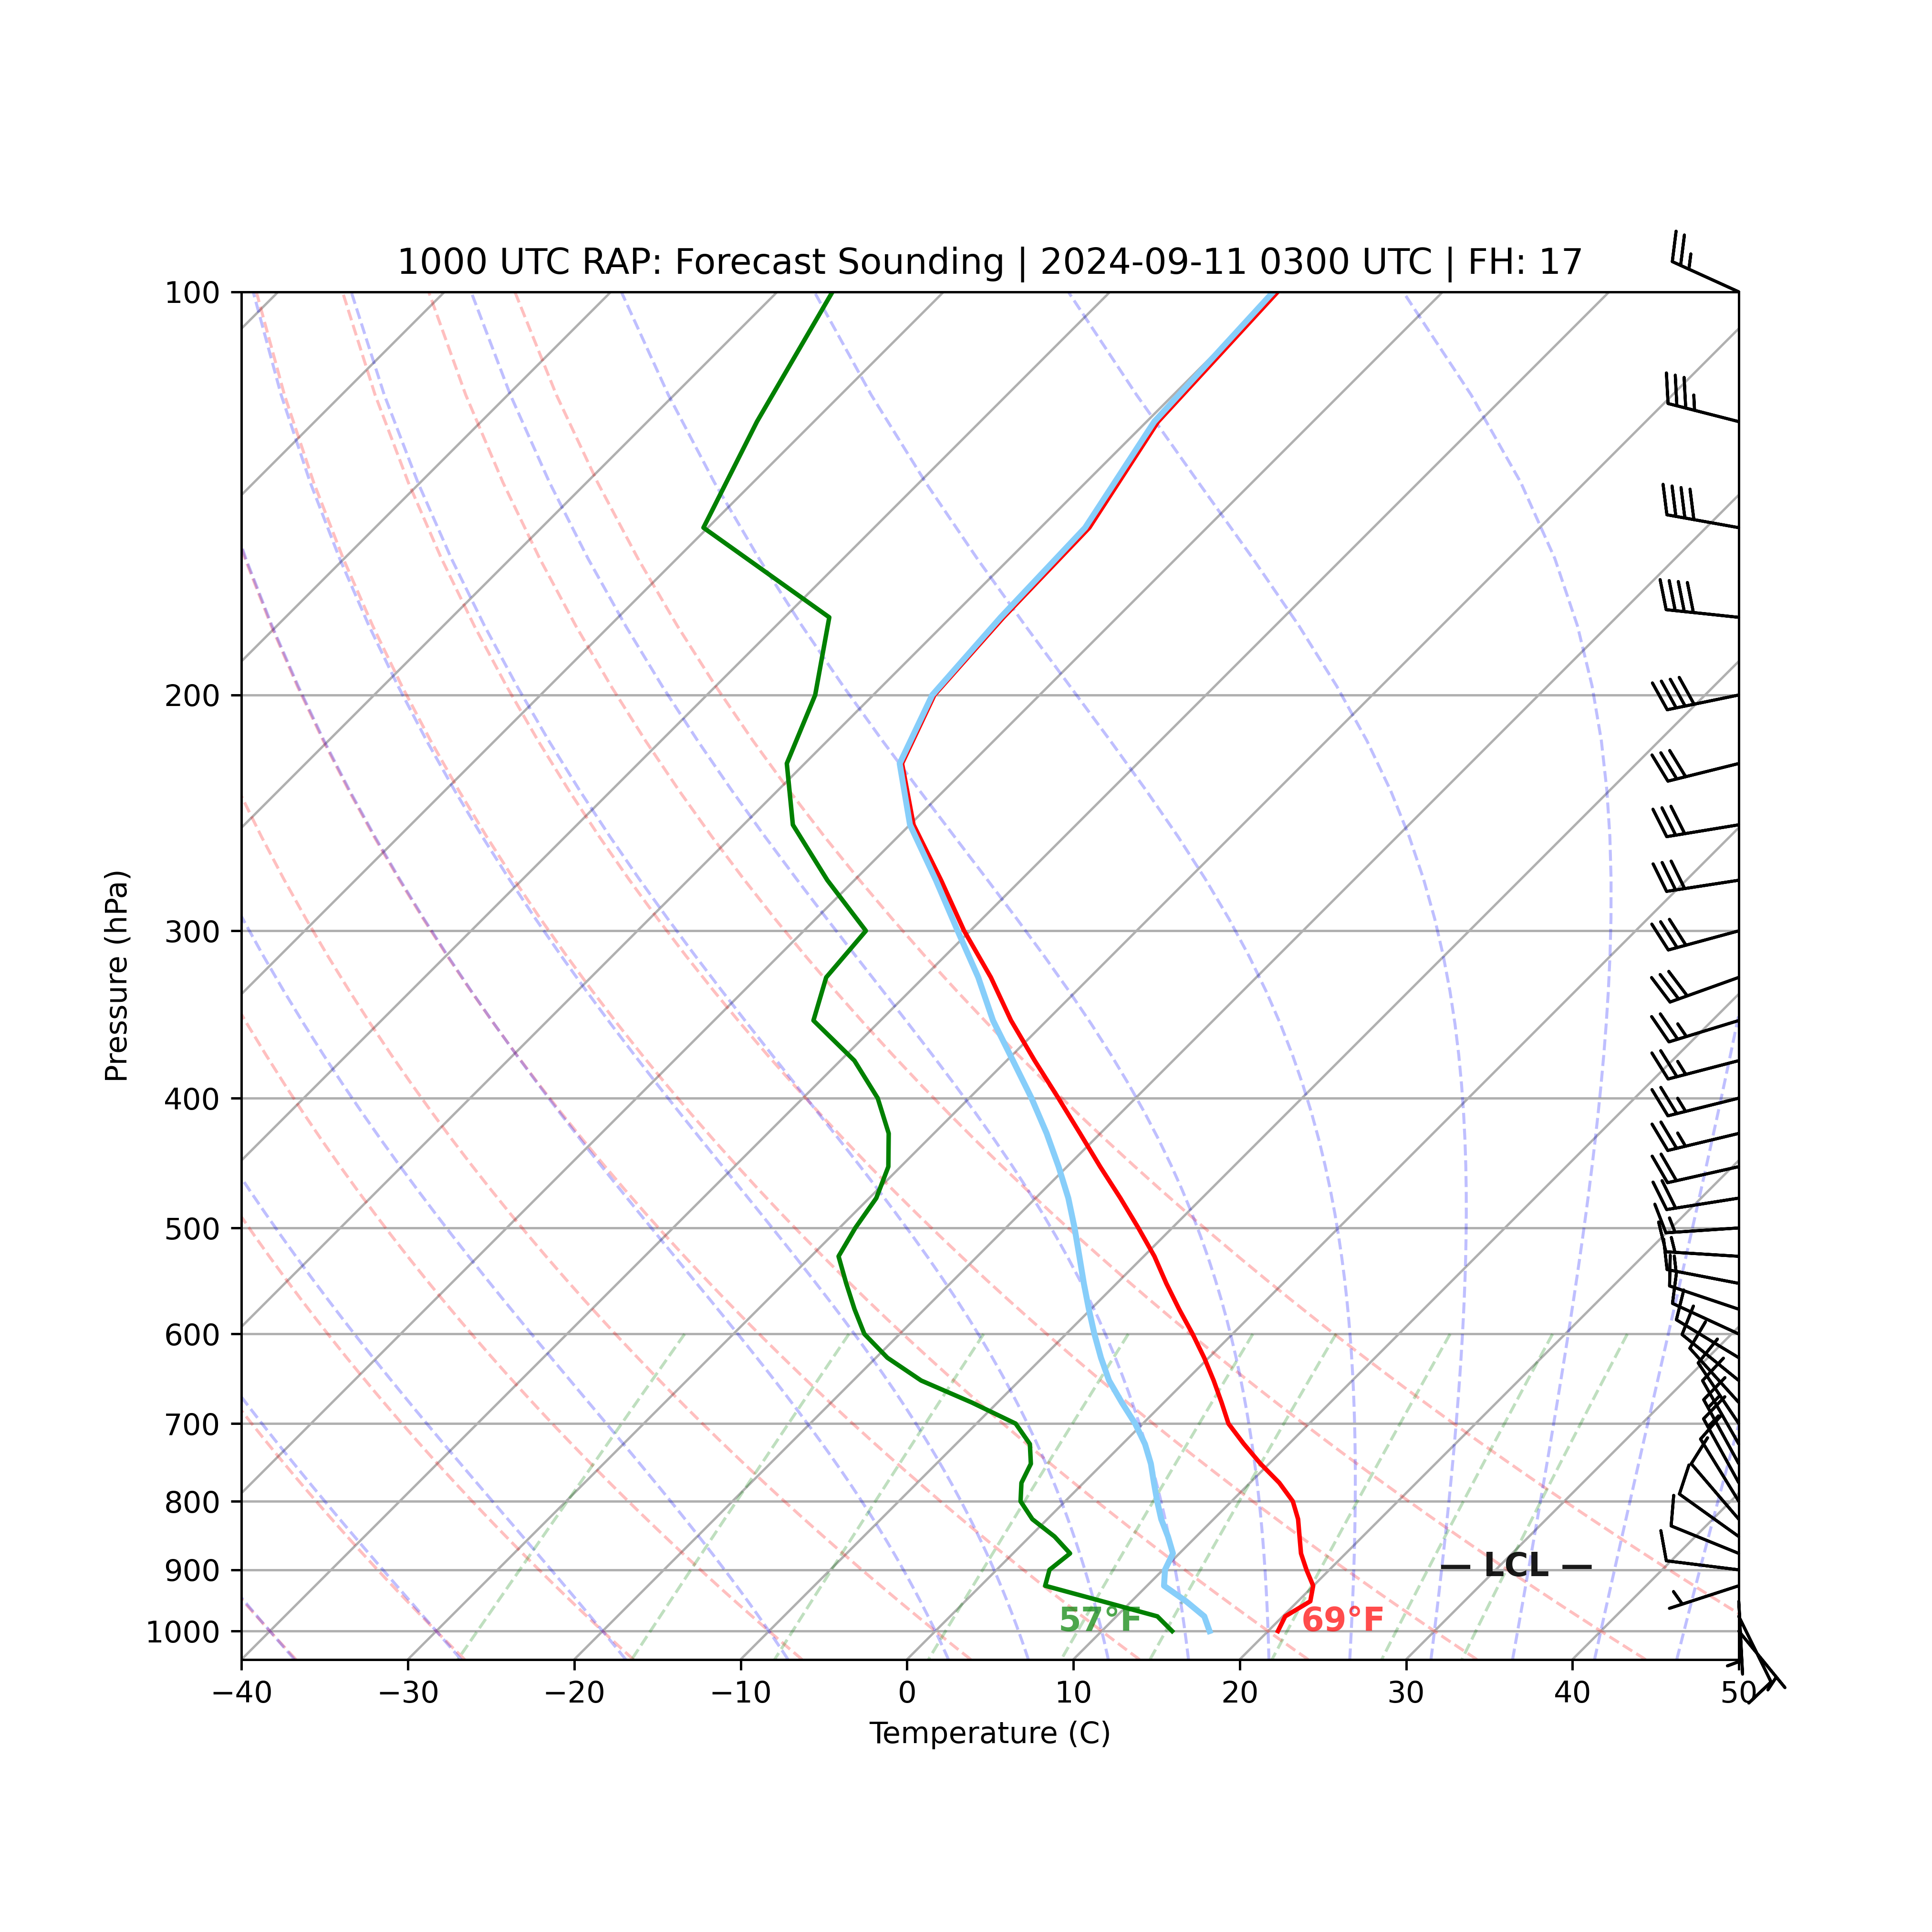 1000 UTC RAP: Forecast Sounding | 2024-09-11 0300 UTC | FH: 17
100
200
300
400
500
600
700
800
900
1000
Pressure (hPa)
— LCL —
57°F
69°F
−40 −30 −20 −10 0 10 20 30 40 50
Temperature (C)